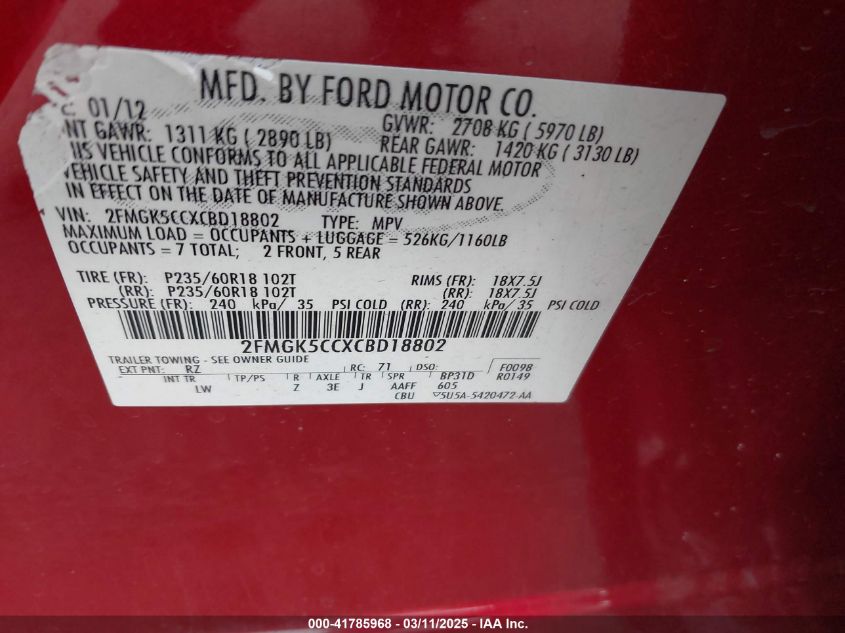 MFD. BY FORD MOTOR CO.
01/12
GVWR: 2708 KG ( 5970 LB)
NT GAWR: 1311 KG ( 2890 LB)
REAR GAWR: 1420 KG ( 3130 LB)
IS VEHICLE CONFORMS TO ALL APPLICABLE FEDERAL MOTOR
VEHICLE SAFETY AND THEFT PREVENTION STANDARDS
IN EFFECT ON THE DATE OF MANUFACTURE SHOWN ABOVE.
VIN: 2FMGK5CCXCBD18802 TYPE: MPV
MAXIMUM LOAD = OCCUPANTS + LUGGAGE = 526KG/1160LB
OCCUPANTS = 7 TOTAL; 2 FRONT, 5 REAR
TIRE (FR): P235/60R18 102T RIMS (FR): 18X7.5J
(RR): P235/60R18 102T (RR): 18X7.5J
PRESSURE (FR): 240 kPa/ 35 PSI COLD (RR): 240 kPa/ 35 PSI COLD
2FMGK5CCXCBD18802
TRAILER TOWING - SEE OWNER GUIDE
EXT PNT: RZ RC: 71 DSO: F0098
INT TR TP/PS R AXLE TR SPR BP31D R0149
LW Z 3E J AAFF 605
CBU 5U5A-5420472-AA
000-41785968 - 03/11/2025 - IAA Inc.